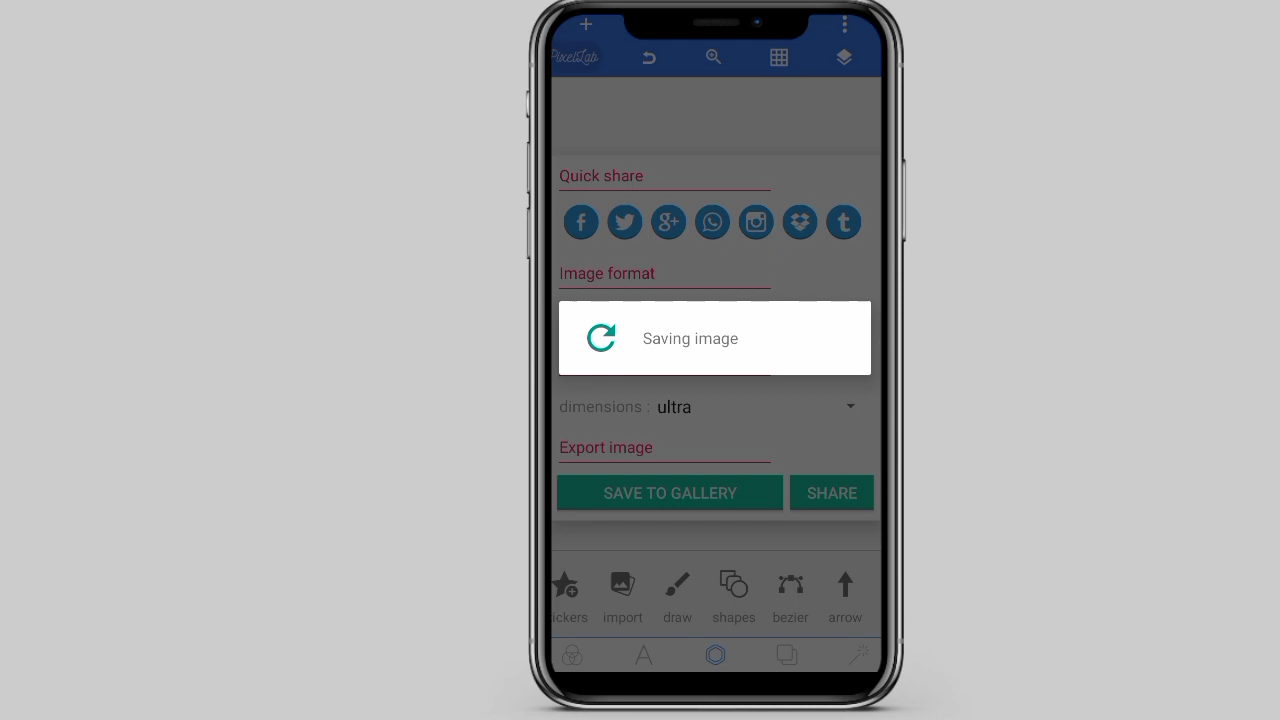 PixelLab
Quick share
Image format
Saving image
dimensions : ultra
Export image
SAVE TO GALLERY SHARE
ickers import draw shapes bezier arrow